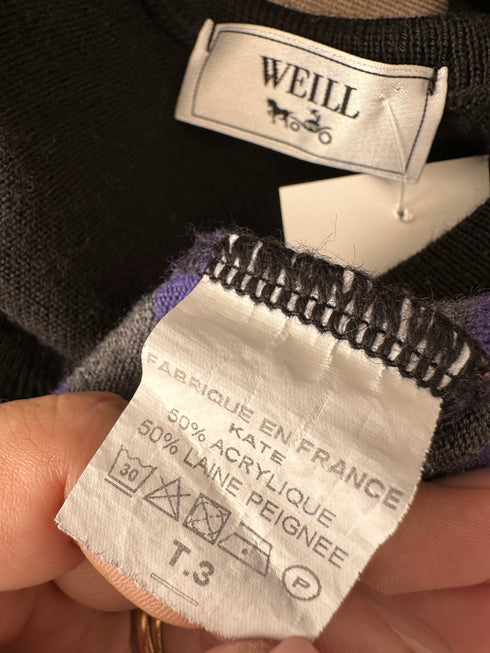 WEILL
FABRIQUE EN FRANCE
KATE
50% ACRYLIQUE
50% LAINE PEIGNEE
30
P
T.3